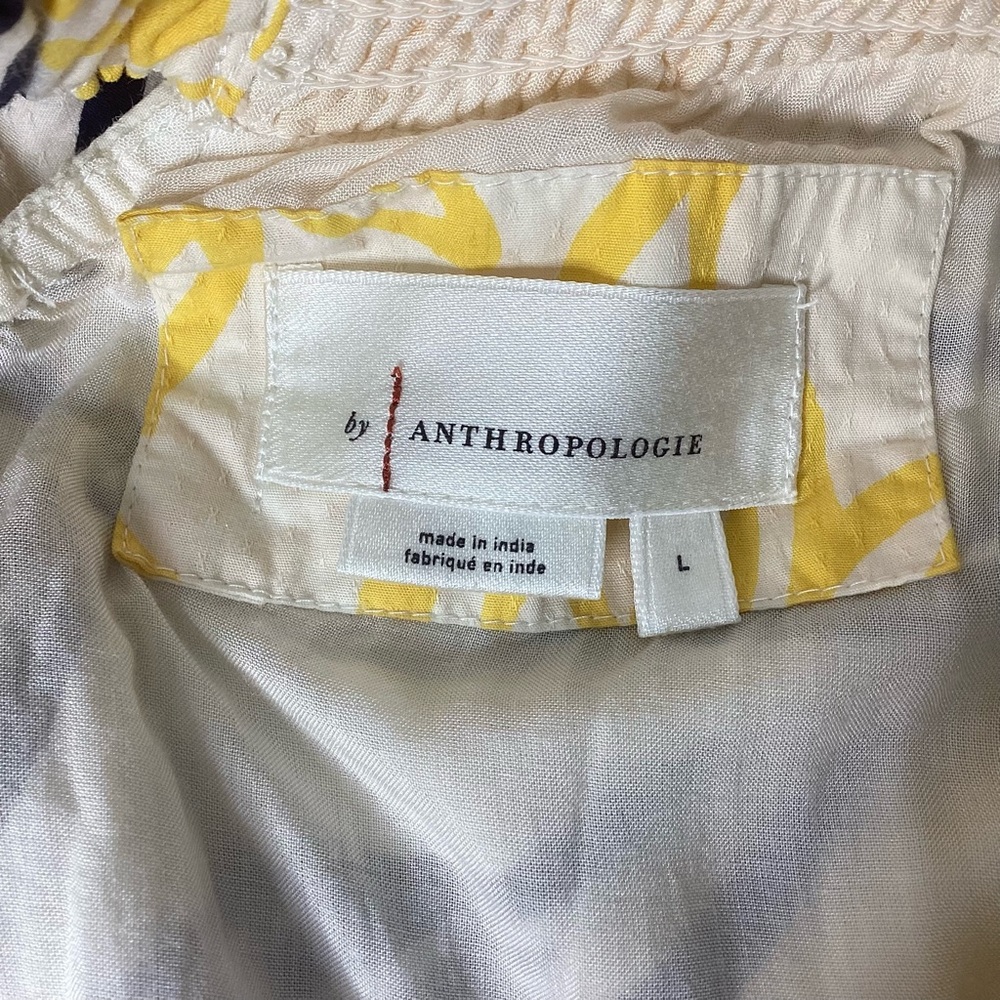 by ANTHROPOLOGIE
made in india
fabriqué en inde
L